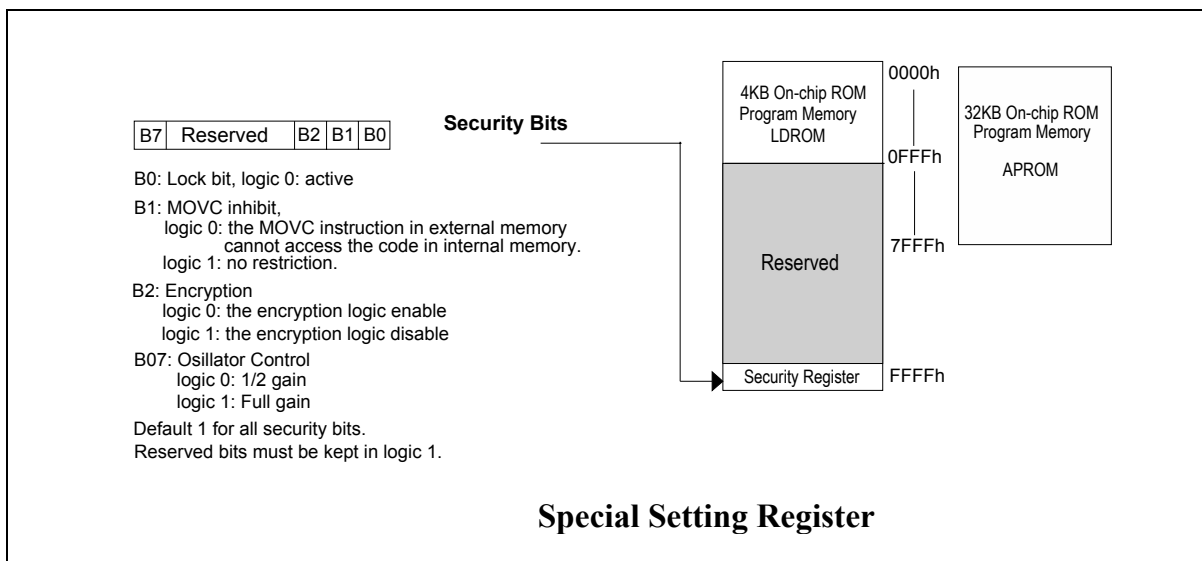 B7 Reserved B2 B1 B0
Security Bits
B0: Lock bit, logic 0: active
B1: MOVC inhibit,
logic 0: the MOVC instruction in external memory
cannot access the code in internal memory.
logic 1: no restriction.
B2: Encryption
logic 0: the encryption logic enable
logic 1: the encryption logic disable
B07: Osillator Control
logic 0: 1/2 gain
logic 1: Full gain
Default 1 for all security bits.
Reserved bits must be kept in logic 1.
4KB On-chip ROM
Program Memory
LDROM
Reserved
Security Register
0000h
0FFFh
7FFFh
FFFFh
32KB On-chip ROM
Program Memory
APROM
Special Setting Register